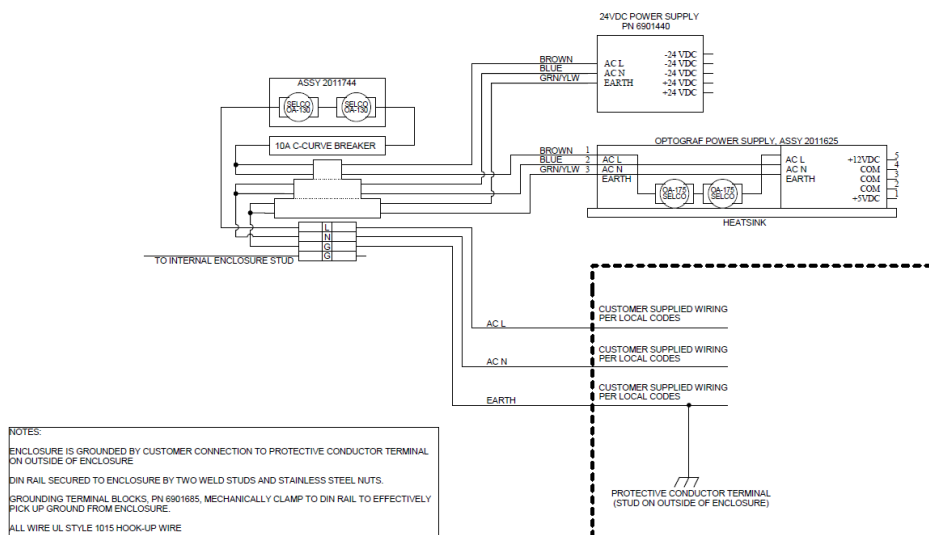 24VDC POWER SUPPLY
PN 6901440
BROWN
BLUE
GRN/YLW
AC L
AC N
EARTH
-24 VDC
-24 VDC
-24 VDC
+24 VDC
+24 VDC
ASSY 2011744
SELCO
OA-130
SELCO
OA-130
10A C-CURVE BREAKER
OPTOGRAF POWER SUPPLY, ASSY 2011625
BROWN 1
BLUE 2
GRN/YLW 3
AC L
AC N
EARTH
OA-175
SELCO
OA-175
SELCO
AC L
AC N
EARTH
+12VDC 5
COM 4
COM 3
COM 2
+5VDC 1
HEATSINK
L
N
G
G
TO INTERNAL ENCLOSURE STUD
AC L
CUSTOMER SUPPLIED WIRING
PER LOCAL CODES
AC N
CUSTOMER SUPPLIED WIRING
PER LOCAL CODES
EARTH
CUSTOMER SUPPLIED WIRING
PER LOCAL CODES
PROTECTIVE CONDUCTOR TERMINAL
(STUD ON OUTSIDE OF ENCLOSURE)
NOTES:
ENCLOSURE IS GROUNDED BY CUSTOMER CONNECTION TO PROTECTIVE CONDUCTOR TERMINAL
ON OUTSIDE OF ENCLOSURE
DIN RAIL SECURED TO ENCLOSURE BY TWO WELD STUDS AND STAINLESS STEEL NUTS.
GROUNDING TERMINAL BLOCKS, PN 6901685, MECHANICALLY CLAMP TO DIN RAIL TO EFFECTIVELY
PICK UP GROUND FROM ENCLOSURE.
ALL WIRE UL STYLE 1015 HOOK-UP WIRE